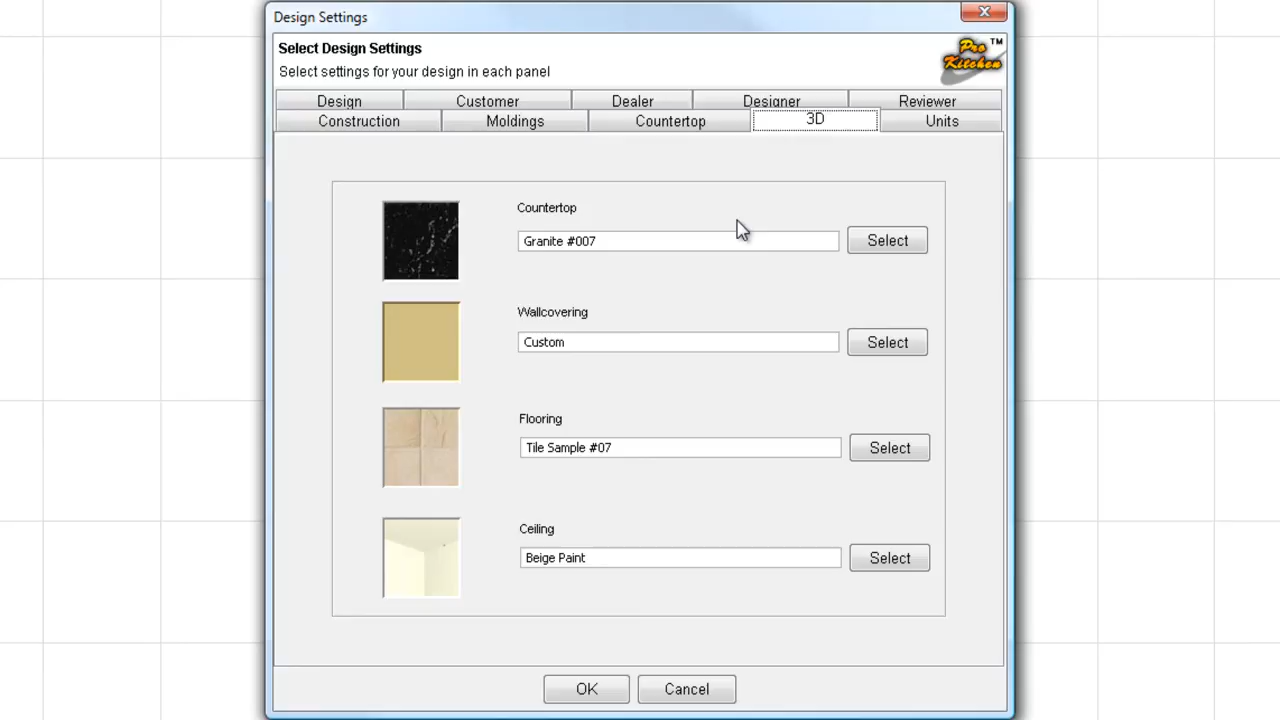 Design Settings
Select Design Settings
Select settings for your design in each panel
Pro Kitchen ™
Design Customer Dealer Designer Reviewer
Construction Moldings Countertop 3D Units
Countertop
Granite #007 Select
Wallcovering
Custom Select
Flooring
Tile Sample #07 Select
Ceiling
Beige Paint Select
OK Cancel